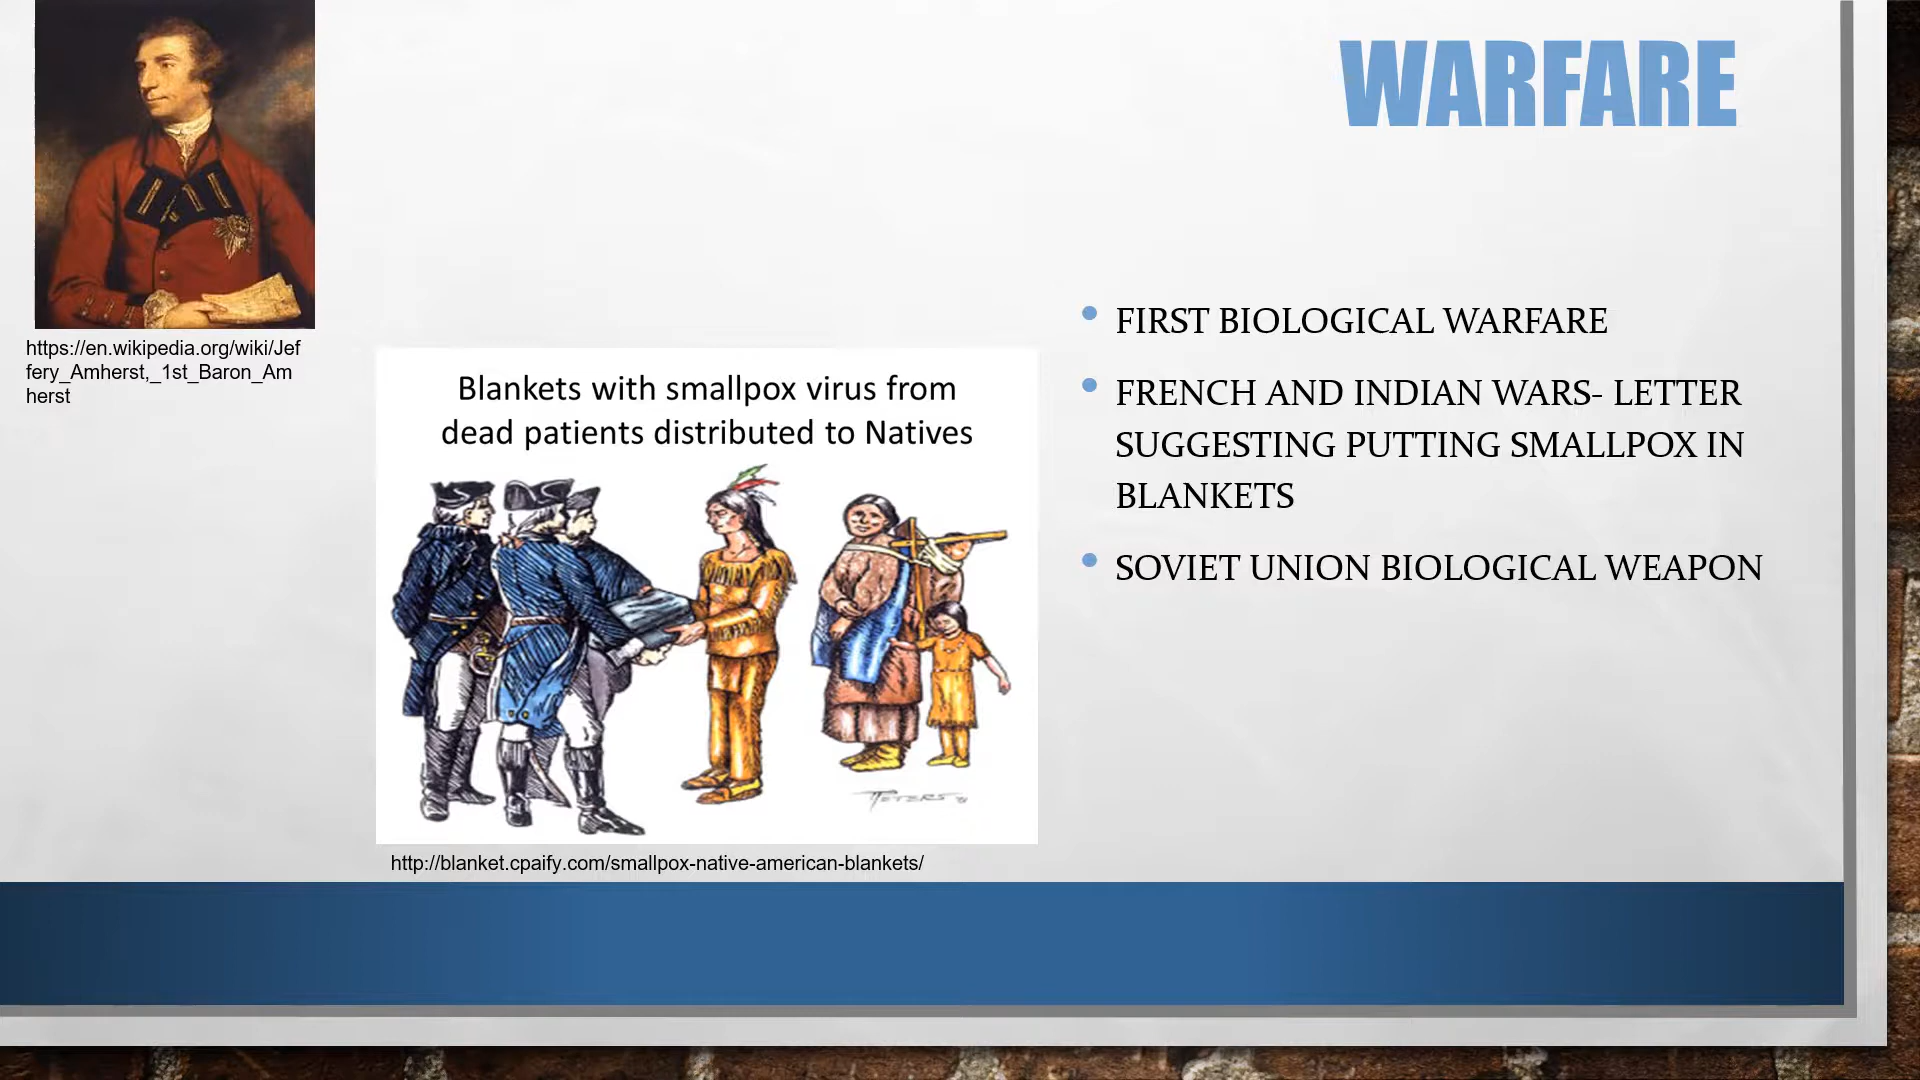 WARFARE
https://en.wikipedia.org/wiki/Jef
fery_Amherst,_1st_Baron_Am
herst
Blankets with smallpox virus from
dead patients distributed to Natives
http://blanket.cpaify.com/smallpox-native-american-blankets/
• FIRST BIOLOGICAL WARFARE
• FRENCH AND INDIAN WARS- LETTER
SUGGESTING PUTTING SMALLPOX IN
BLANKETS
• SOVIET UNION BIOLOGICAL WEAPON